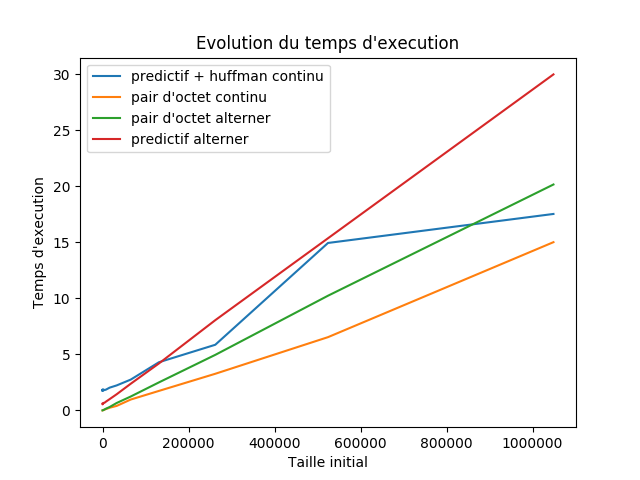 Evolution du temps d'execution
predictif + huffman continu
pair d'octet continu
pair d'octet alterner
predictif alterner
30
25
20
15
10
5
0
Temps d'execution
0 200000 400000 600000 800000 1000000
Taille initial